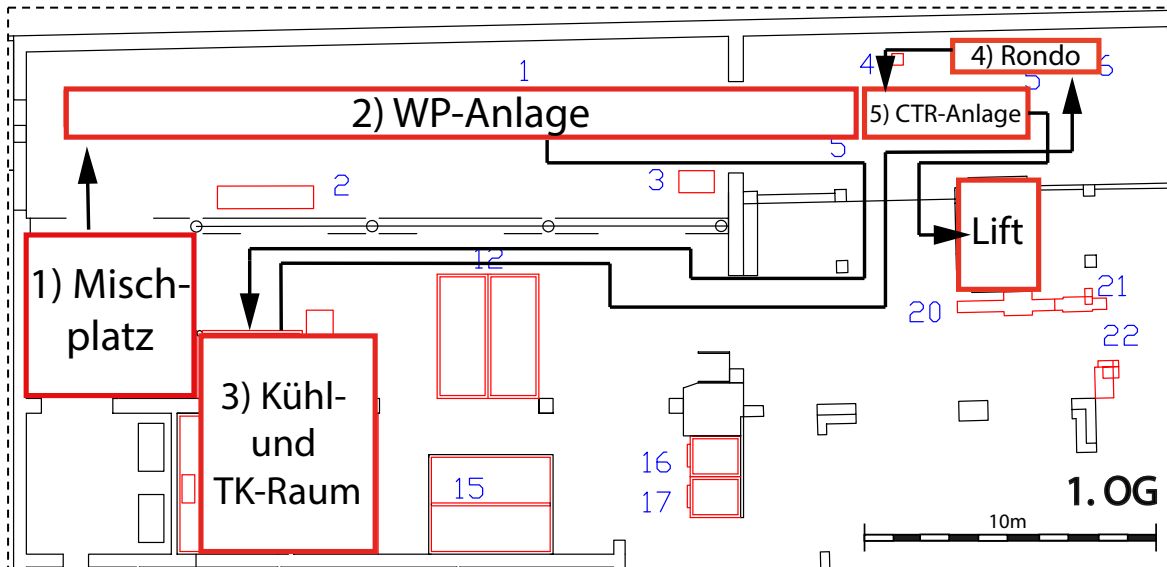 4) Rondo
1
4
6
5
2) WP-Anlage
5) CTR-Anlage
5
2
3
1) Misch-
platz
Lift
12
20
21
22
3) Kühl-
und
TK-Raum
15
16
17
1. OG
10m